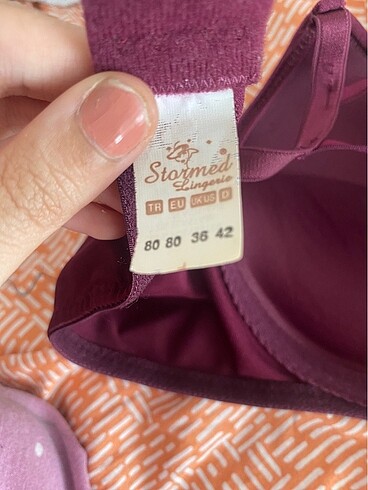 Stormed
Lingerie
TR EU UK US D
80 80 36 42